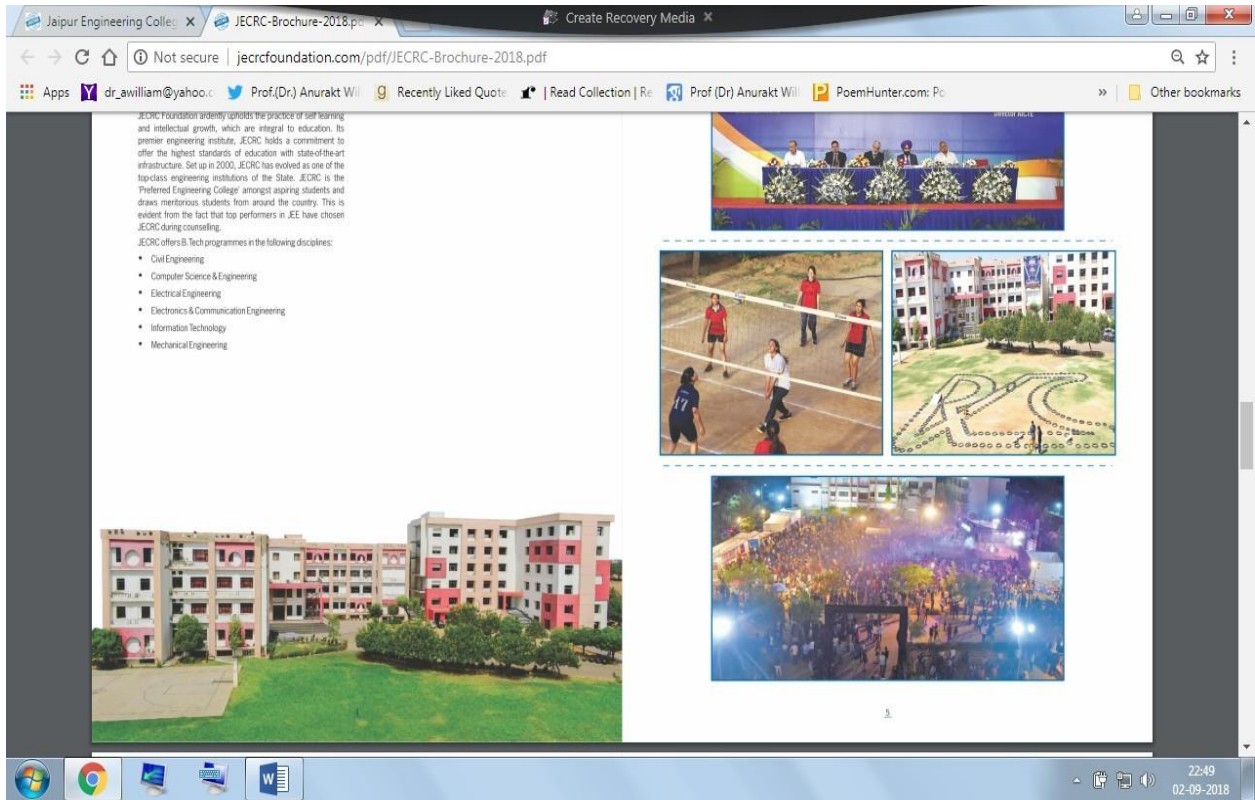 Jaipur Engineering Colleg
JECRC-Brochure-2018.pd
Create Recovery Media
Not secure | jecrcfoundation.com/pdf/JECRC-Brochure-2018.pdf
Apps
dr_awilliam@yahoo.c
Prof.(Dr.) Anurakt Wil
Recently Liked Quote
| Read Collection | Re
Prof (Dr) Anurakt Will
PoemHunter.com: Po
»
Other bookmarks
JECRC Foundation ardently upholds the practice of self learning
and intellectual growth, which are integral to education. Its
premier engineering institute, JECRC holds a commitment to
offer the highest standards of education with state-of-the-art
infrastructure. Set up in 2000, JECRC has evolved as one of the
top-class engineering institutions of the State. JECRC is the
'Preferred Engineering College' amongst aspiring students and
draws meritorious students from around the country. This is
evident from the fact that top performers in JEE have chosen
JECRC during counselling.
JECRC offers B. Tech programmes in the following disciplines:
• Civil Engineering
• Computer Science & Engineering
• Electrical Engineering
• Electronics & Communication Engineering
• Information Technology
• Mechanical Engineering
Director AICTE
17
5
22:49
02-09-2018